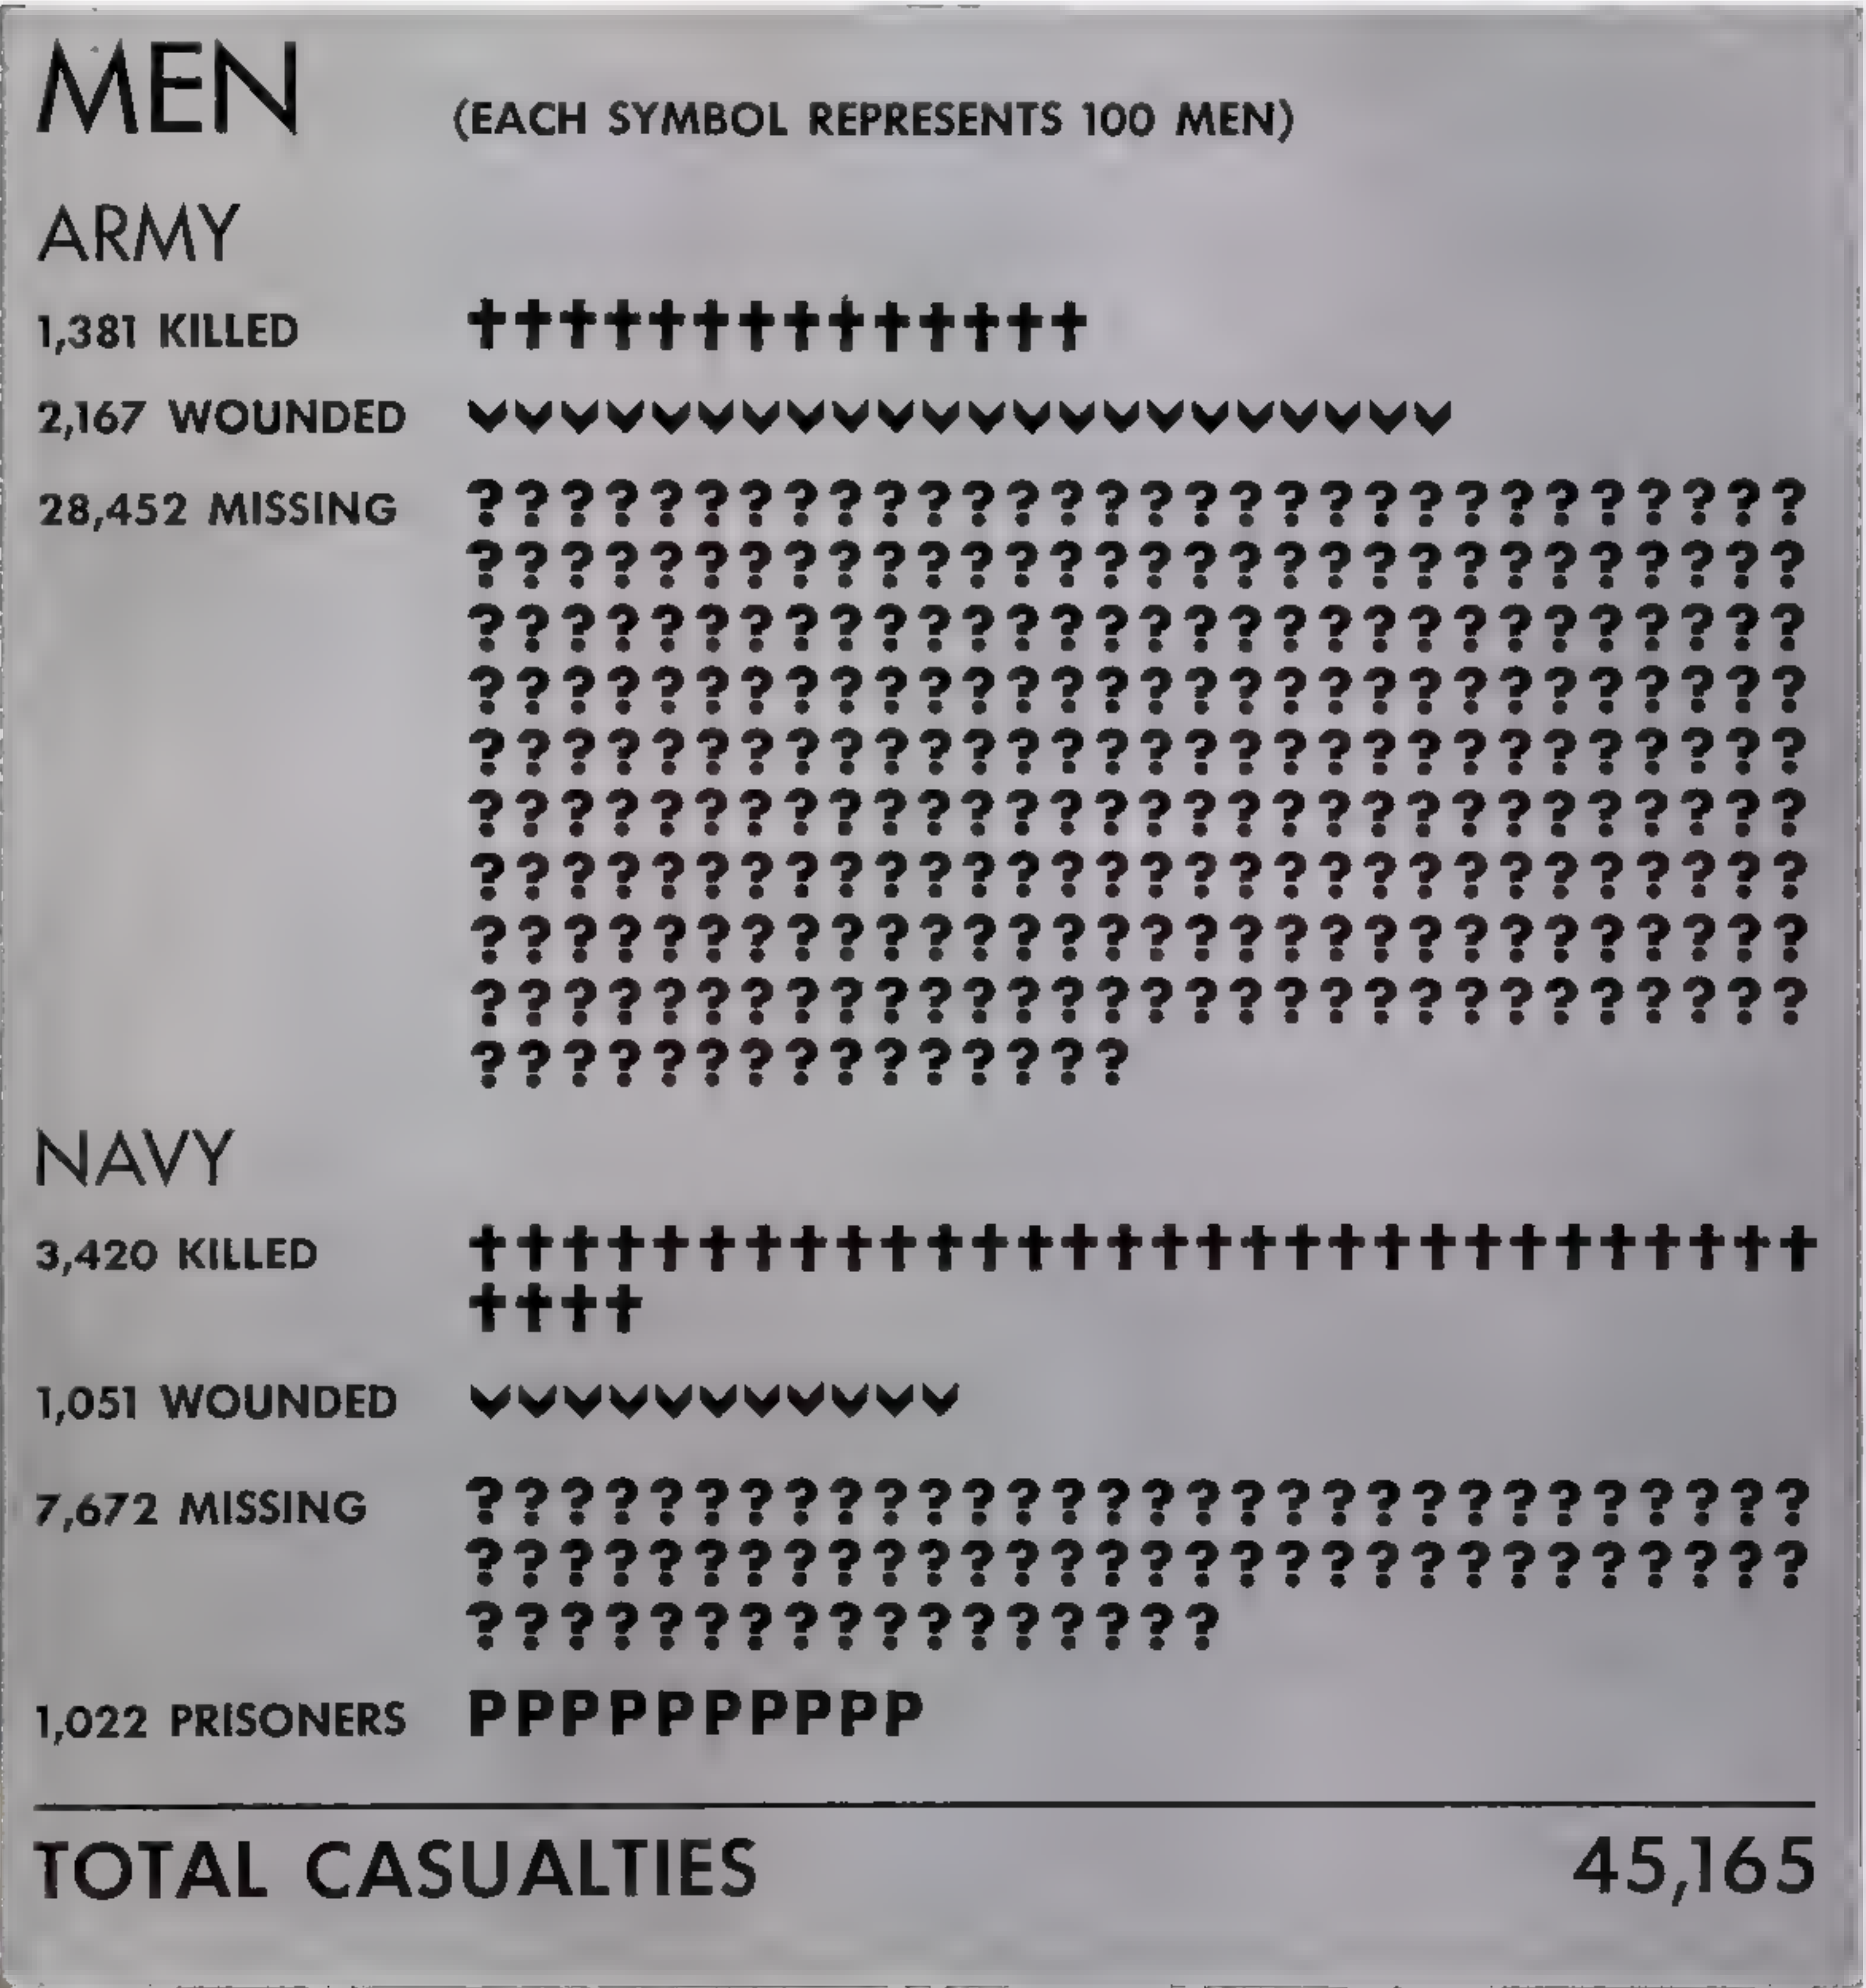 MEN (EACH SYMBOL REPRESENTS 100 MEN)
ARMY
1,381 KILLED
2,167 WOUNDED
28,452 MISSING ??????????????????????????????
??????????????????????????????
??????????????????????????????
??????????????????????????????
??????????????????????????????
??????????????????????????????
??????????????????????????????
??????????????????????????????
??????????????????????????????
???????????????
NAVY
3,420 KILLED
1,051 WOUNDED
7,672 MISSING ??????????????????????????????
??????????????????????????????
?????????????????
1,022 PRISONERS PPPPPPPPPP
TOTAL CASUALTIES 45,165